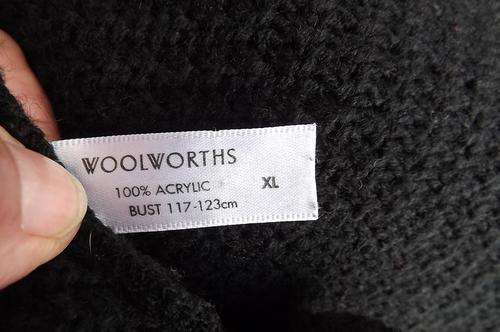 WOOLWORTHS
100% ACRYLIC XL
BUST 117-123cm